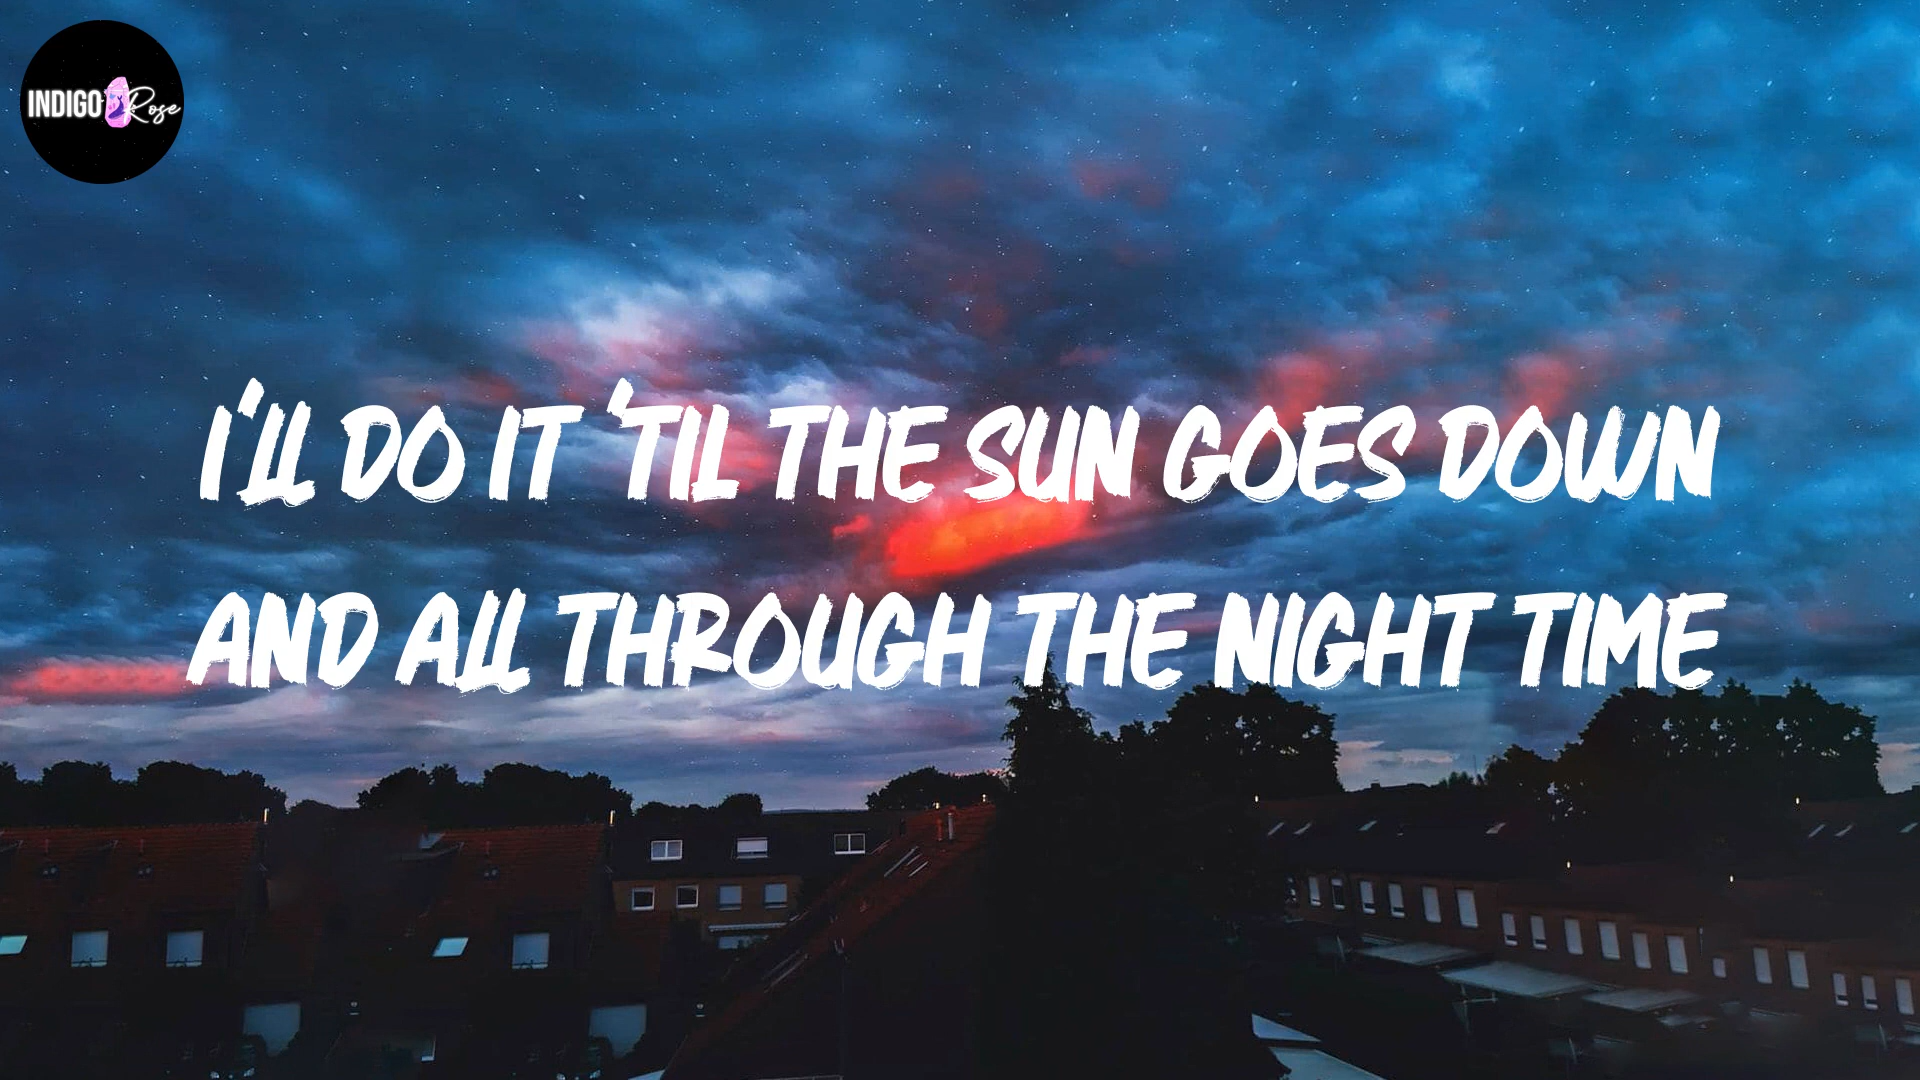 INDIGO Rose
I'LL DO IT 'TIL THE SUN GOES DOWN
AND ALL THROUGH THE NIGHT TIME